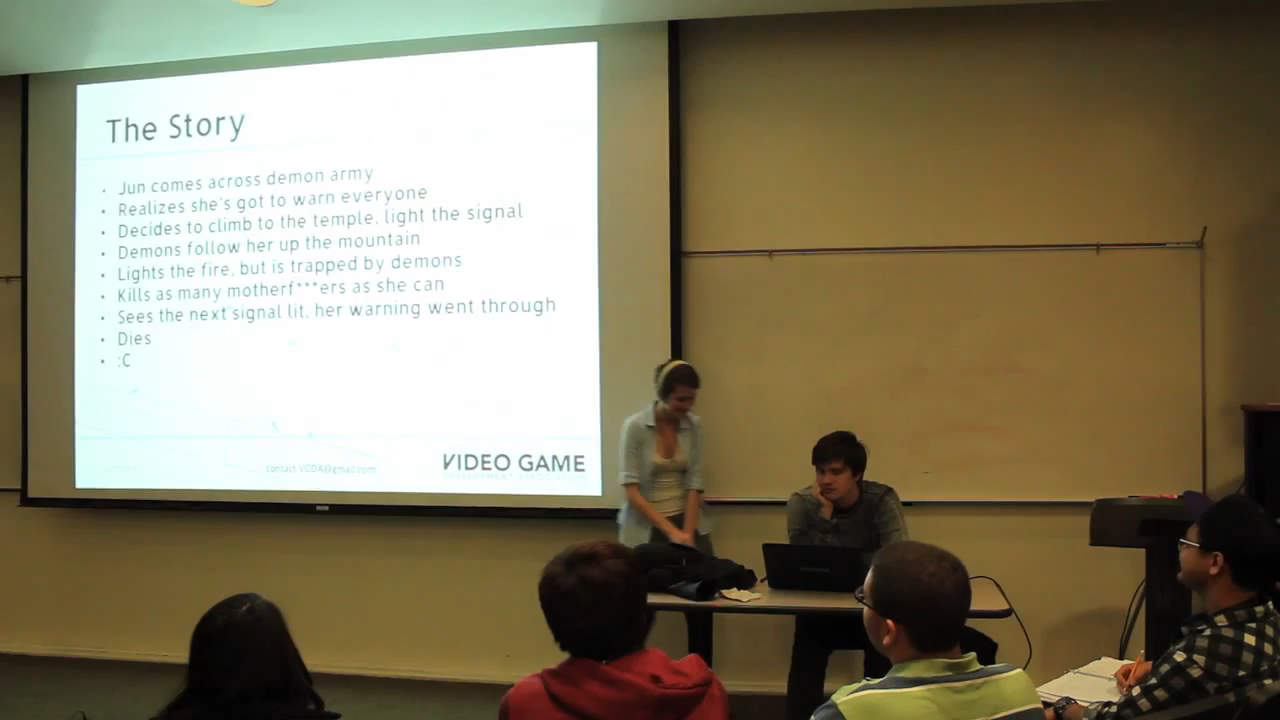 The Story
• Jun comes across demon army
• Realizes she's got to warn everyone
• Decides to climb to the temple, light the signal
• Demons follow her up the mountain
• Lights the fire, but is trapped by demons
• Kills as many motherf***ers as she can
• Sees the next signal lit, her warning went through
• Dies
• :C
contact.VGDA@gmail.com
VIDEO GAME